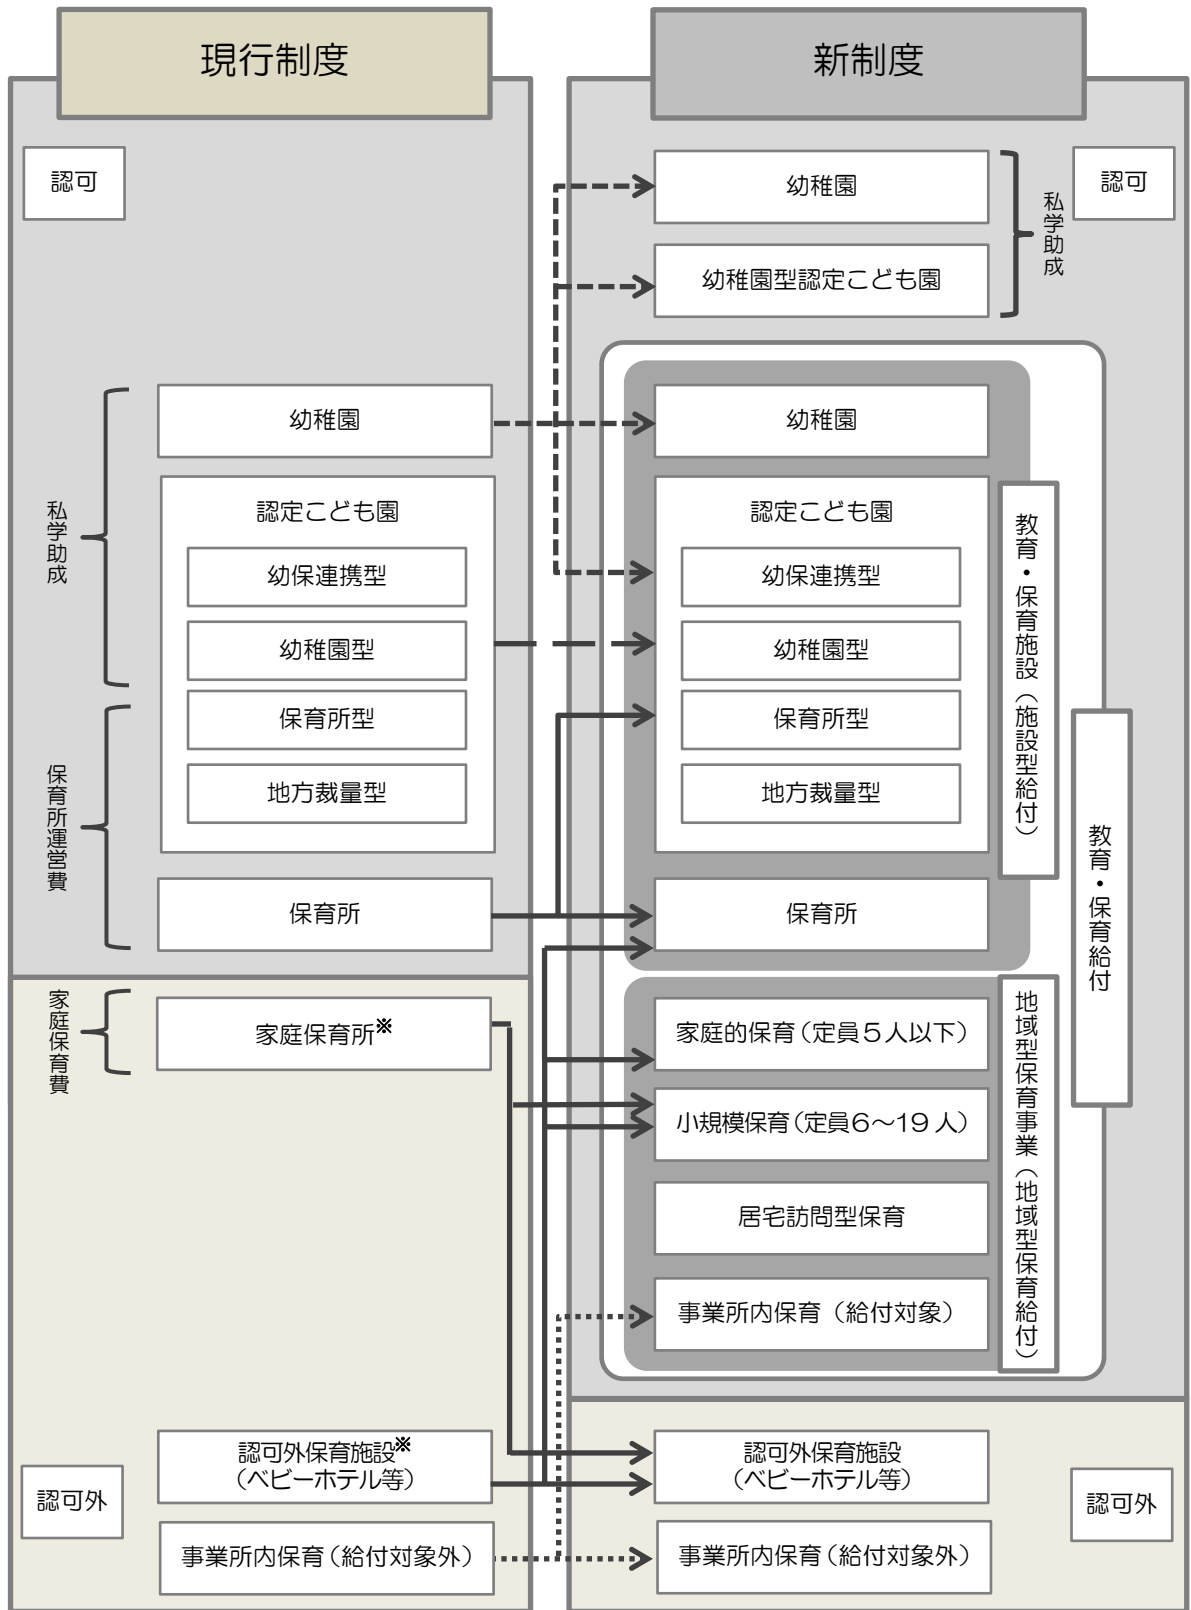 現行制度
認可
私学助成
幼稚園
認定こども園
幼保連携型
幼稚園型
保育所型
地方裁量型
保育所運営費
保育所
家庭保育費
家庭保育所※
認可外
認可外保育施設※
（ベビーホテル等）
事業所内保育（給付対象外）
新制度
認可
幼稚園
幼稚園型認定こども園
私学助成
幼稚園
認定こども園
幼保連携型
幼稚園型
保育所型
地方裁量型
保育所
教育・保育施設（施設型給付）
教育・保育給付
家庭的保育（定員５人以下）
小規模保育（定員６～19人）
居宅訪問型保育
事業所内保育（給付対象）
地域型保育事業（地域型保育給付）
認可外保育施設
（ベビーホテル等）
事業所内保育（給付対象外）
認可外